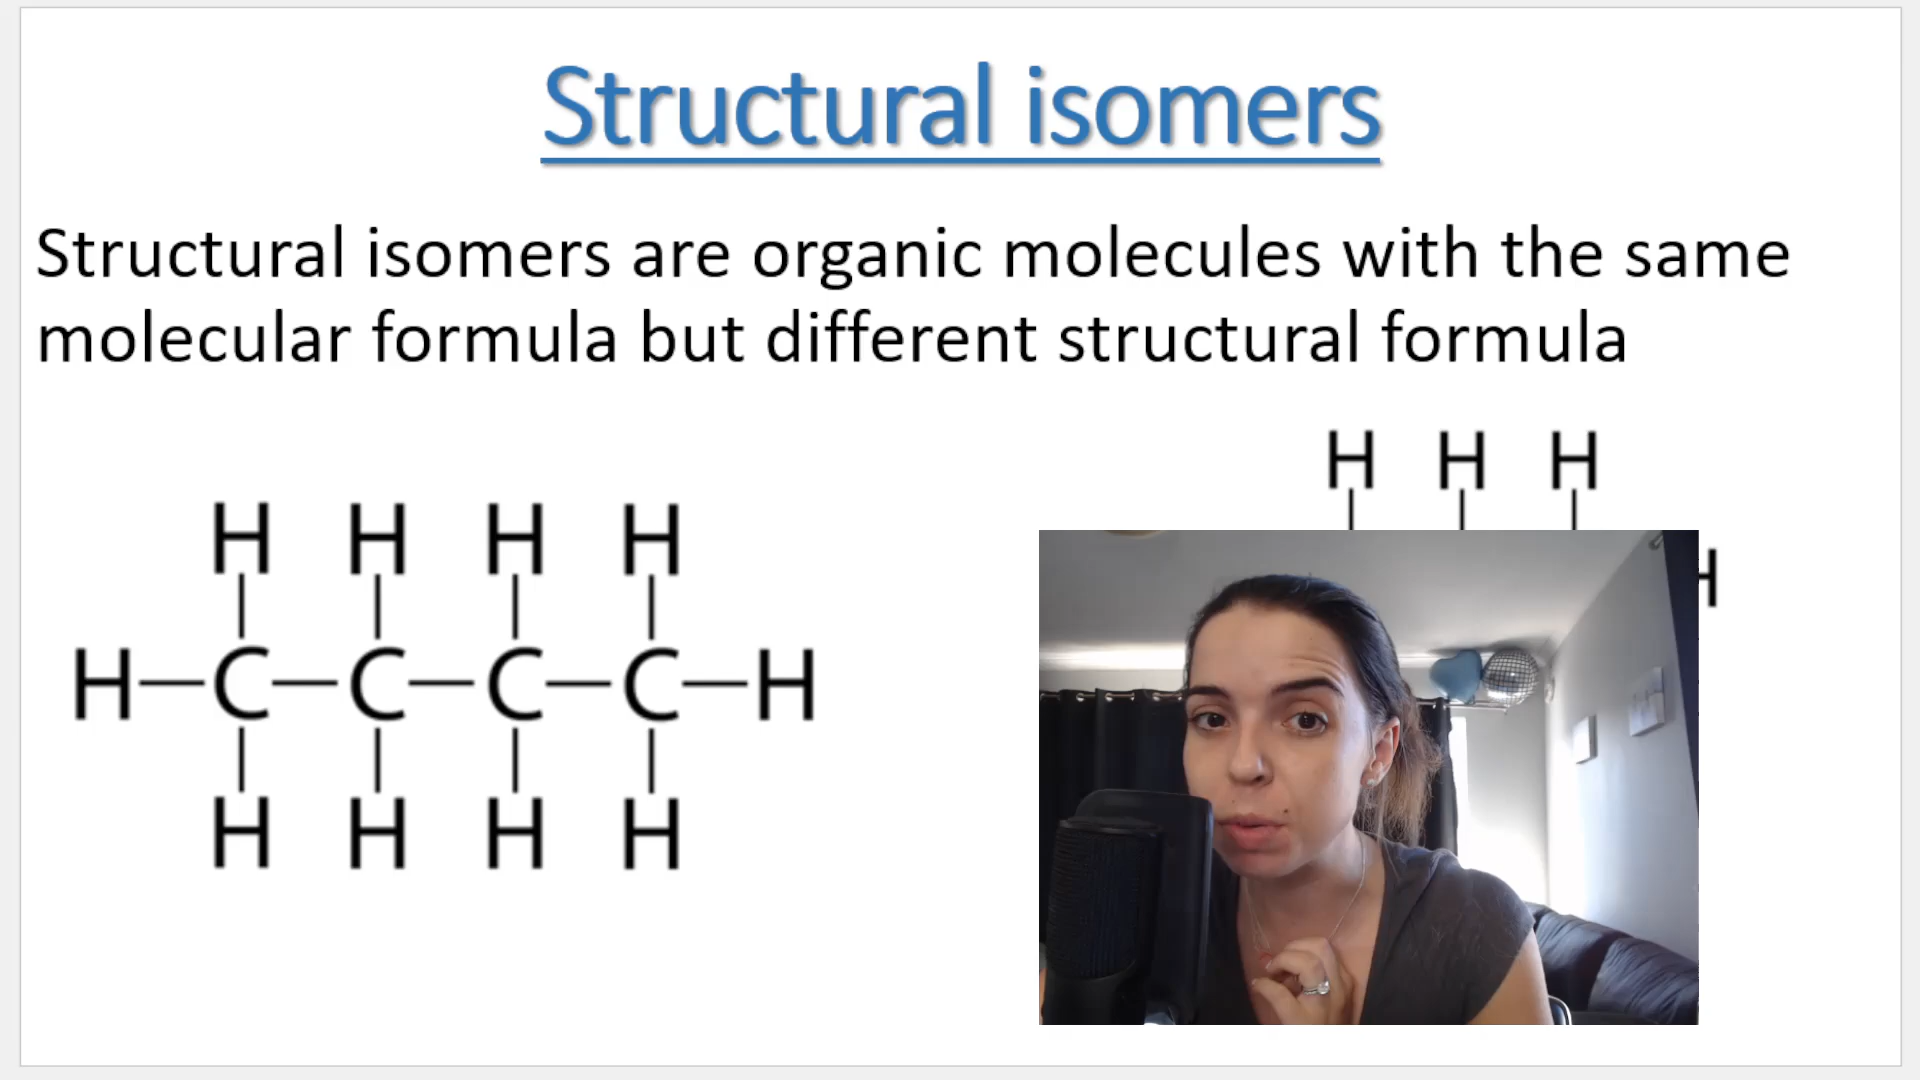 Structural isomers
Structural isomers are organic molecules with the same
molecular formula but different structural formula
H H H
H H H H
H
H—C—C—C—C—H
H H H H